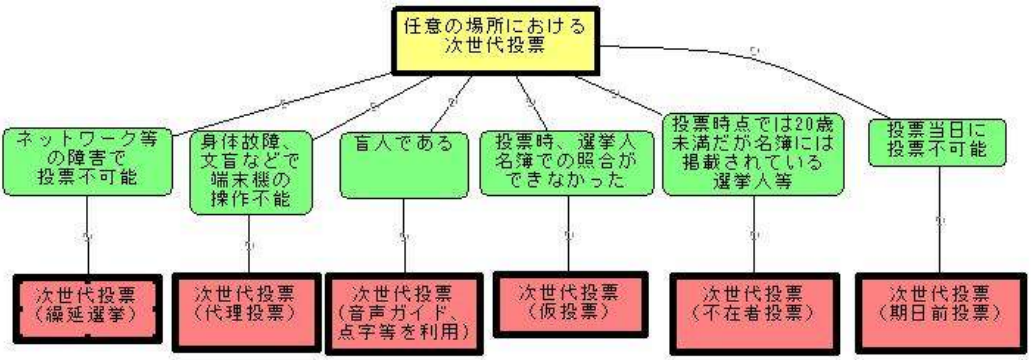 任意の場所における
次世代投票
ネットワーク等
の障害で
投票不可能
身体故障、
文盲などで
端末機の
操作不能
盲人である
投票時、選挙人
名簿での照合が
できなかった
投票時点では20歳
未満だが名簿には
掲載されている
選挙人等
投票当日に
投票不可能
次世代投票
(繰延選挙)
次世代投票
(代理投票)
次世代投票
(音声ガイド、
点字等を利用)
次世代投票
(仮投票)
次世代投票
(不在者投票)
次世代投票
(期日前投票)